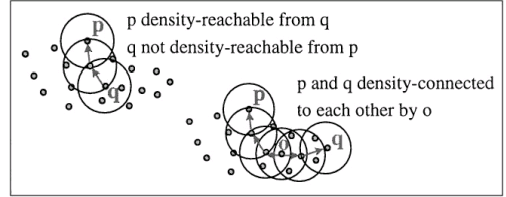 p density-reachable from q
q not density-reachable from p
p
q
p and q density-connected
to each other by o
p
o
q